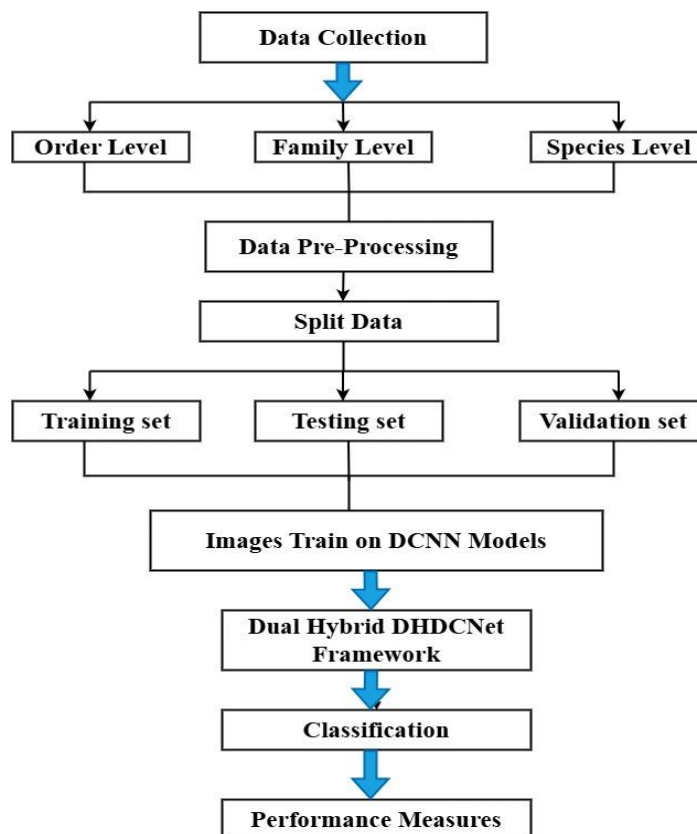 Data Collection
Order Level
Family Level
Species Level
Data Pre-Processing
Split Data
Training set
Testing set
Validation set
Images Train on DCNN Models
Dual Hybrid DHDCNet
Framework
Classification
Performance Measures